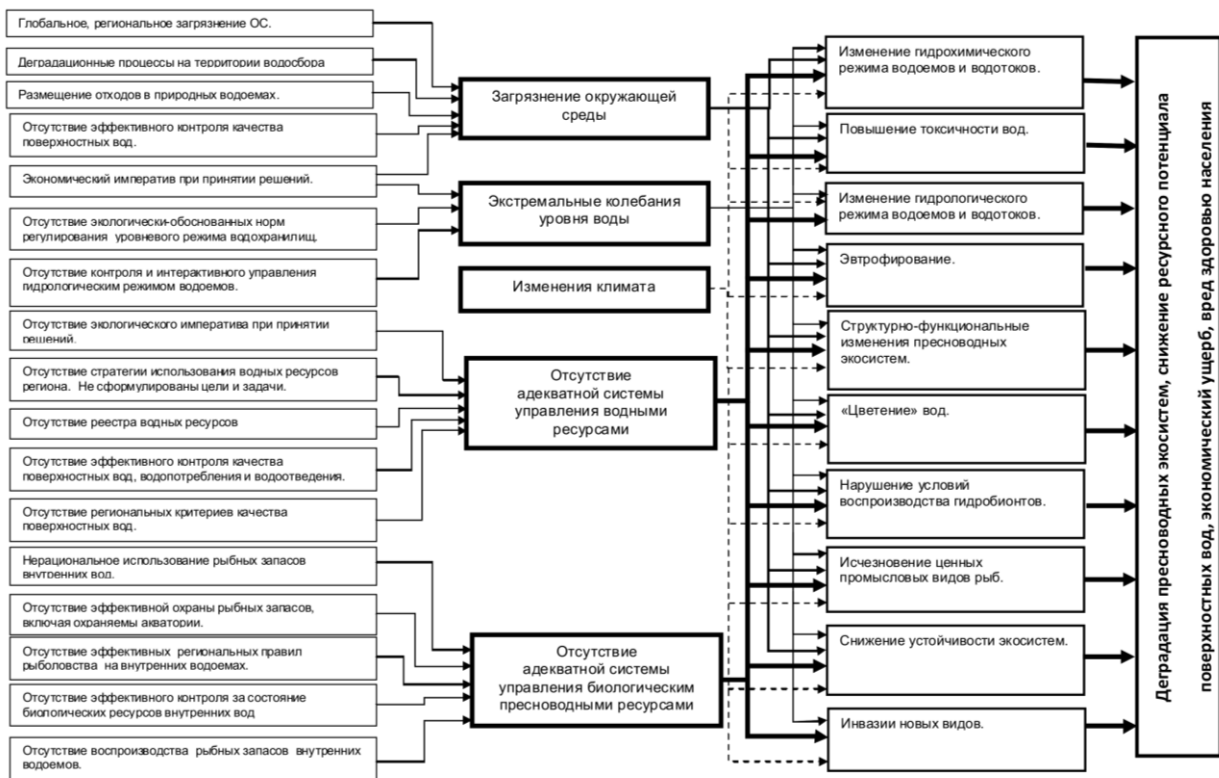 Глобальное, региональное загрязнение ОС.
Деградационные процессы на территории водосбора
Размещение отходов в природных водоемах.
Отсутствие эффективного контроля качества
поверхностных вод.
Экономический императив при принятии решений.
Отсутствие экологически-обоснованных норм
регулирования уровневого режима водохранилищ.
Отсутствие контроля и интерактивного управления
гидрологическим режимом водоемов.
Отсутствие экологического императива при принятии
решений.
Отсутствие стратегии использования водных ресурсов
региона. Не сформулированы цели и задачи.
Отсутствие реестра водных ресурсов
Отсутствие эффективного контроля качества
поверхностных вод, водопотребления и водоотведения.
Отсутствие региональных критериев качества
поверхностных вод.
Нерациональное использование рыбных запасов
внутренних вод.
Отсутствие эффективной охраны рыбных запасов,
включая охраняемы акватории.
Отсутствие эффективных региональных правил
рыболовства на внутренних водоемах.
Отсутствие эффективного контроля за состояние
биологических ресурсов внутренних вод
Отсутствие воспроизводства рыбных запасов внутренних
водоемов.
Загрязнение окружающей
среды
Экстремальные колебания
уровня воды
Изменения климата
Отсутствие
адекватной системы
управления водными
ресурсами
Отсутствие
адекватной системы
управления биологическим
пресноводными ресурсами
Изменение гидрохимического
режима водоемов и водотоков.
Повышение токсичности вод.
Изменение гидрологического
режима водоемов и водотоков.
Эвтрофирование.
Структурно-функциональные
изменения пресноводных
экосистем.
«Цветение» вод.
Нарушение условий
воспроизводства гидробионтов.
Исчезновение ценных
промысловых видов рыб.
Снижение устойчивости экосистем.
Инвазии новых видов.
Деградация пресноводных экосистем, снижение ресурсного потенциала
поверхностных вод, экономический ущерб, вред здоровью населения